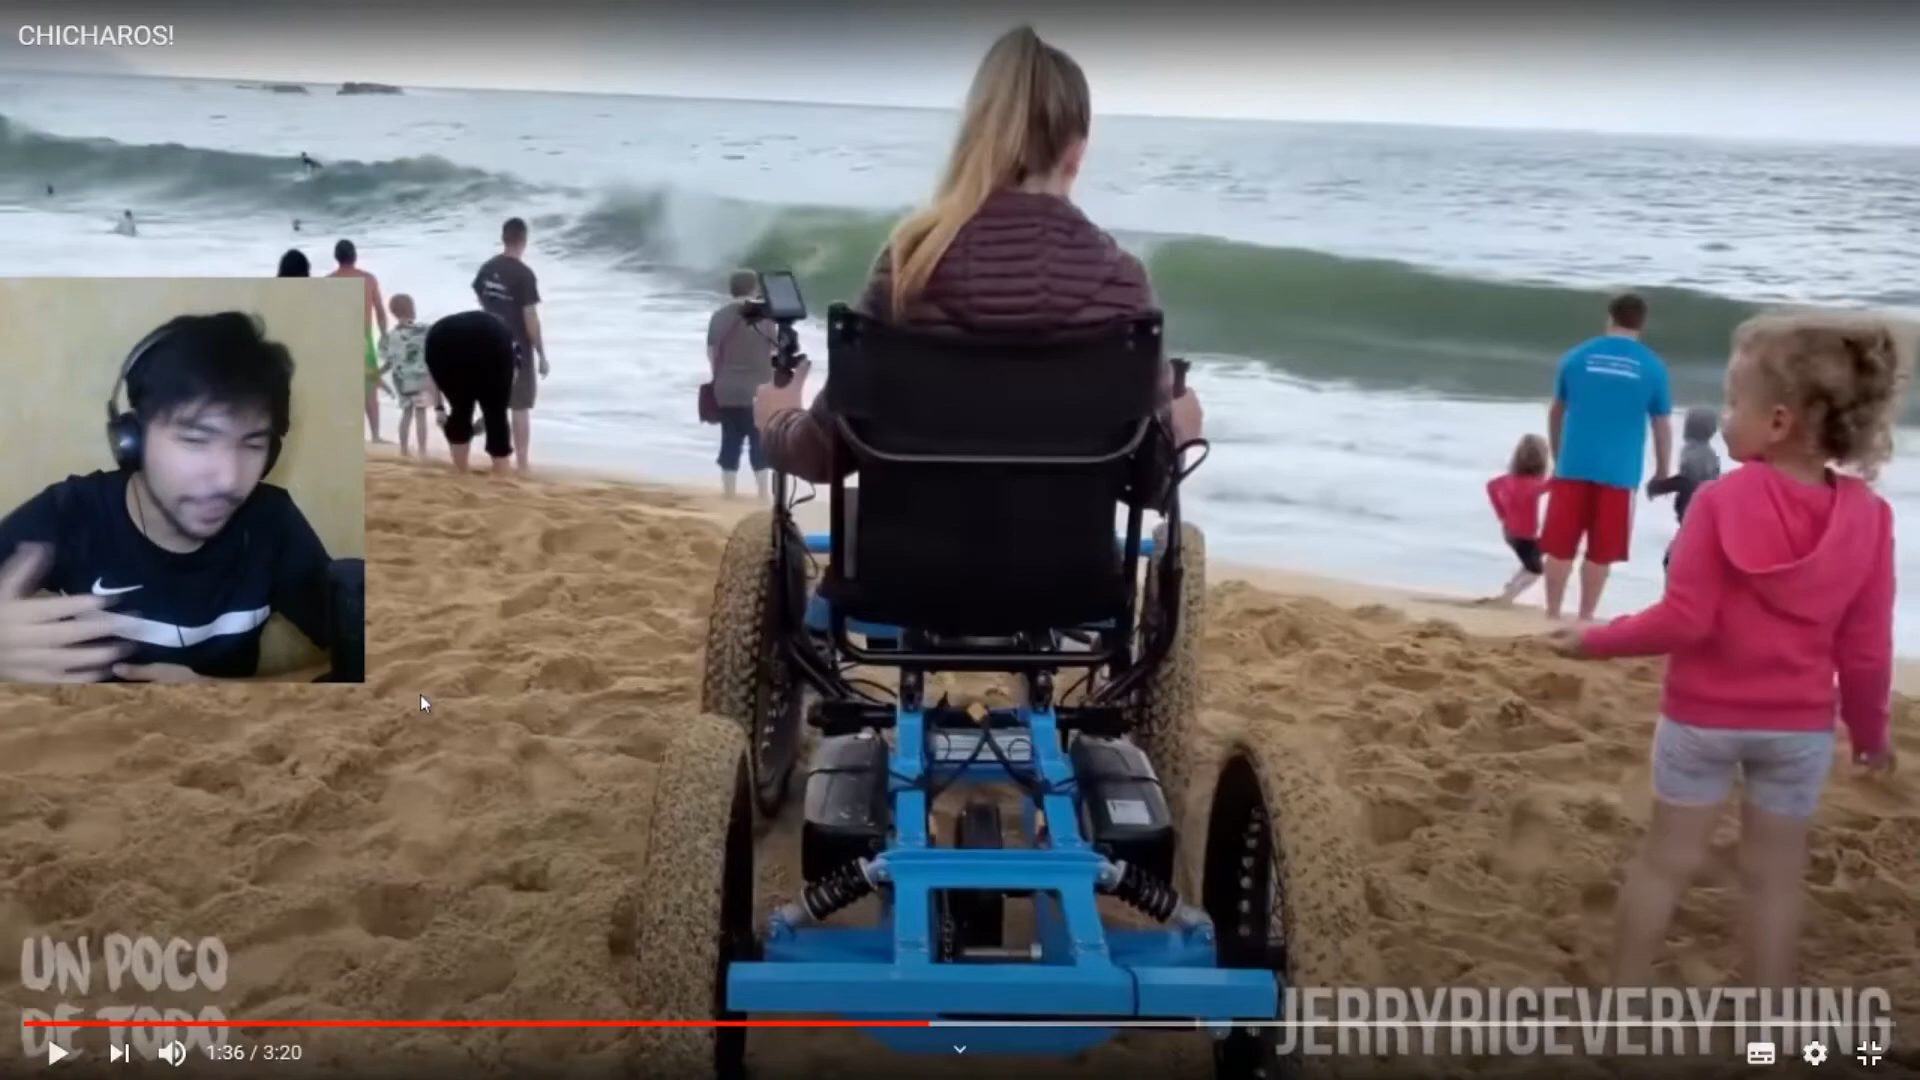 CHICHAROS!
UN POCO
DE TODO
JERRYRIGEVERYTHING
1:36 / 3:20